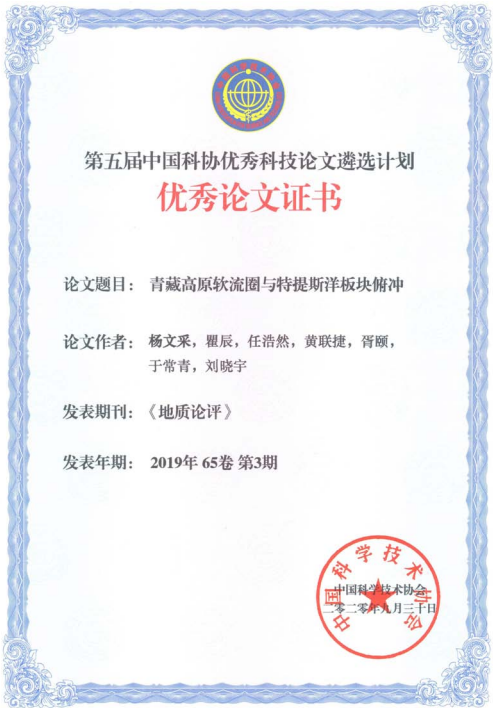 第五届中国科协优秀科技论文遴选计划
优秀论文证书
论文题目：青藏高原软流圈与特提斯洋板块俯冲
论文作者：杨文采，瞿辰，任浩然，黄联捷，胥颐，
于常青，刘晓宇
发表期刊：《地质论评》
发表年期：2019年 65卷 第3期
中国科学技术协会
中国科学技术协会
二零二零年九月三十日